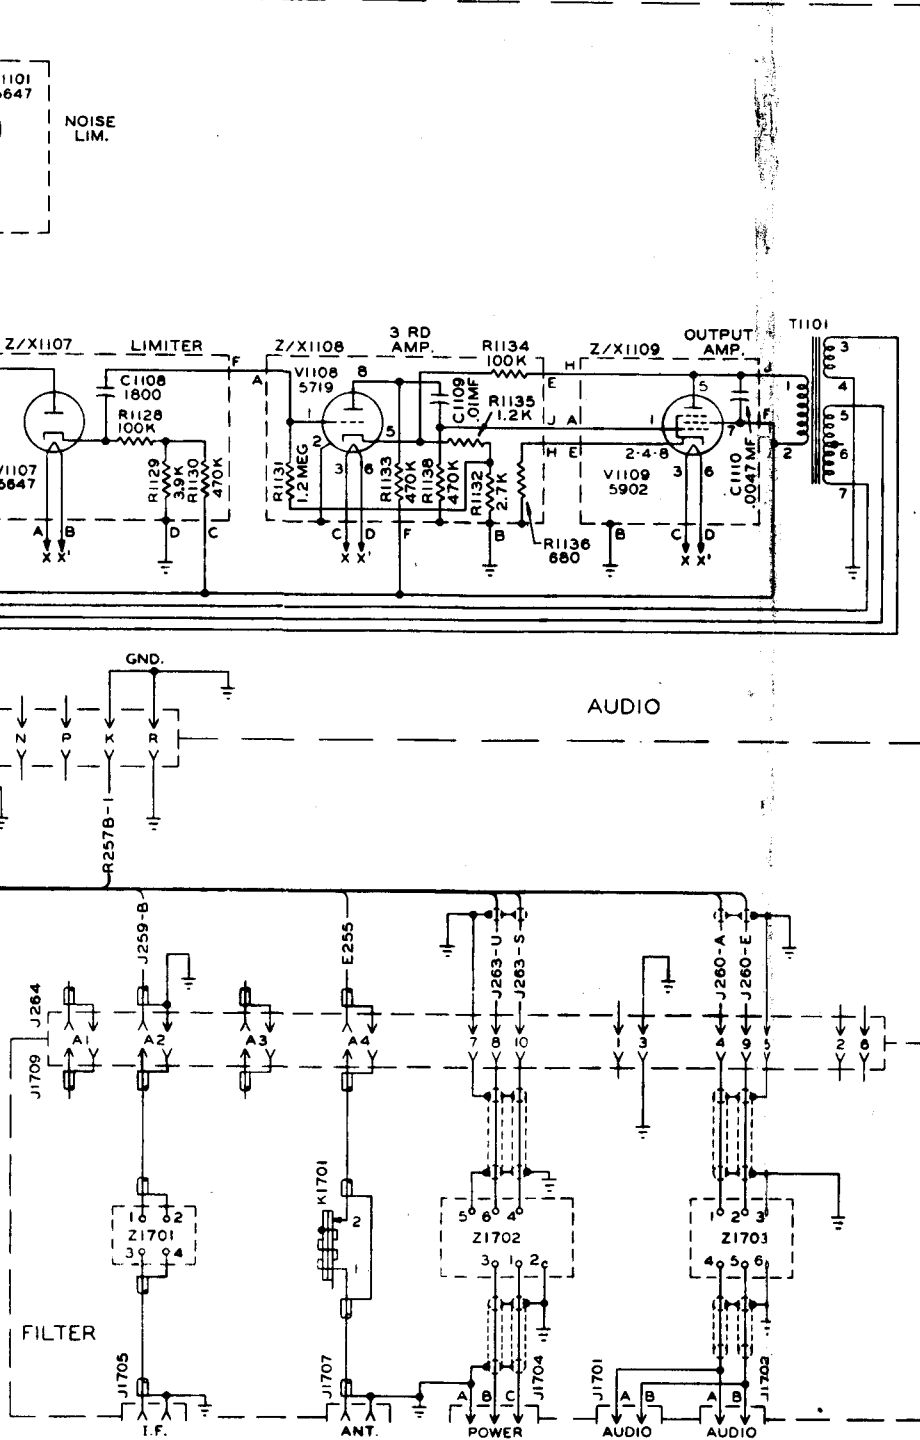 1101
6647
NOISE
LIM.
Z/X1107
LIMITER
F
C1108
1800
R1128
100K
V1107
5647
R1129
3.9K
R1130
470K
A
B
D
C
X
X'
Z/X1108
3 RD
AMP.
A
V1108
5719
8
1
2
5
3
6
R1131
1.2MEG
R1133
470K
R1138
470K
C1109
.01MF
R1134
100K
R1135
1.2K
R1132
2.7K
C
D
F
B
X
X'
E
H
J
A
H
E
R1136
680
Z/X1109
OUTPUT
AMP.
5
1
7
2-4-8
V1109
5902
3
6
C1110
.0047MF
J
F
B
C
D
X
X'
T1101
1
2
3
4
5
6
7
GND.
AUDIO
N
P
K
R
R257B-1
J259-B
E255
J263-U
J263-S
J260-A
J260-E
J264
J1709
A1
A2
A3
A4
7
8
10
1
3
4
9
5
2
6
K1701
2
1
1
2
Z1701
3
4
5
6
4
Z1702
3
1
2
1
2
3
Z1703
4
5
6
FILTER
J1705
J1707
J1704
J1701
J1702
A
B
C
A
B
A
B
I.F.
ANT.
POWER
AUDIO
AUDIO